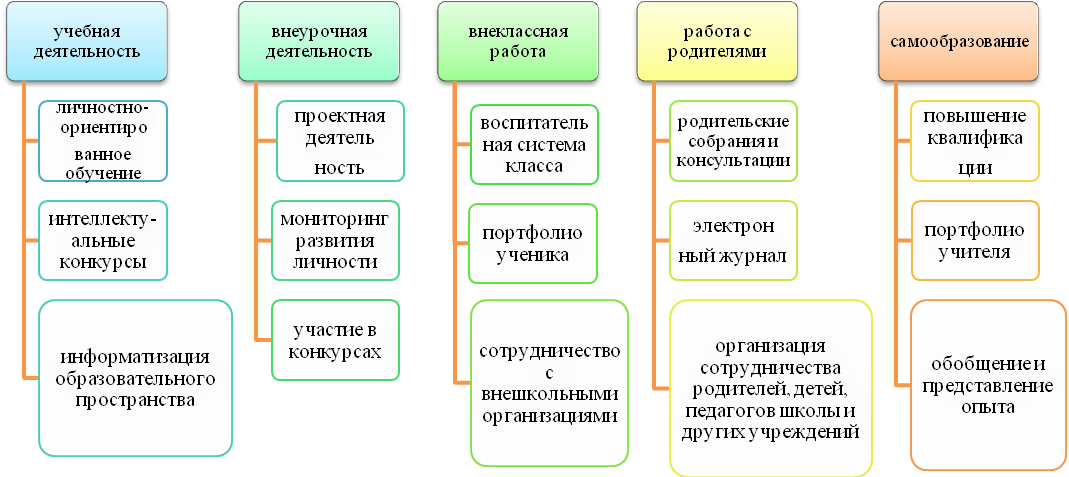 учебная
деятельность
личностно-
ориентиро
ванное
обучение
интеллекту-
альные
конкурсы
информатизация
образовательного
пространства
внеурочная
деятельность
проектная
деятель
ность
мониторинг
развития
личности
участие в
конкурсах
внеклассная
работа
воспитатель
ная система
класса
портфолио
ученика
сотрудничество
с
внешкольными
организациями
работа с
родителями
родительские
собрания и
консультации
электрон
ный журнал
организация
сотрудничества
родителей, детей,
педагогов школы и
других учреждений
самообразование
повышение
квалифика
ции
портфолио
учителя
обобщение и
представление
опыта